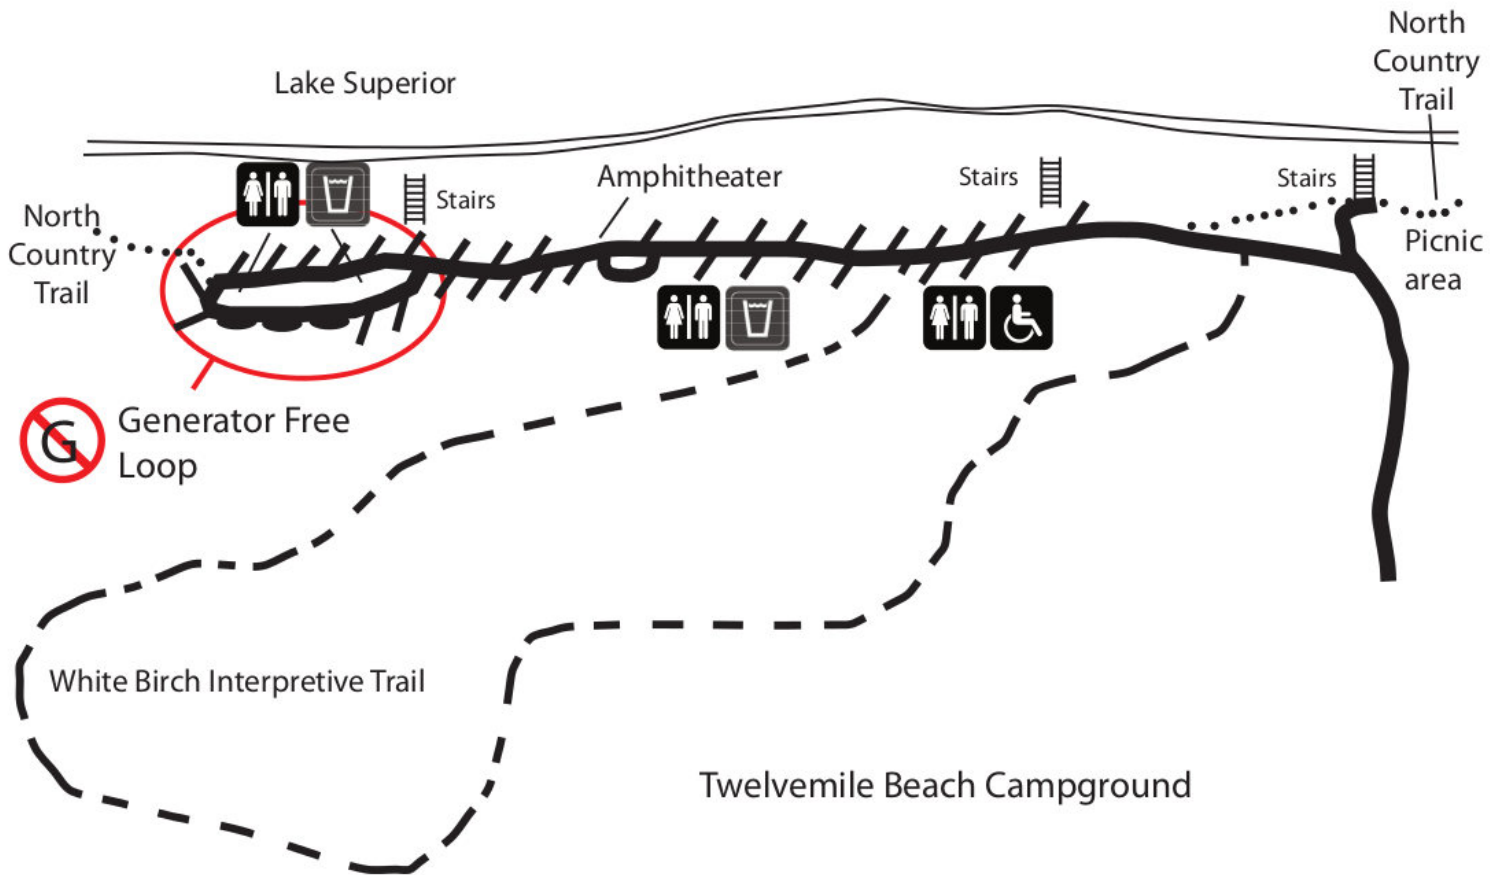 North
Country
Trail
Lake Superior
Stairs
Amphitheater
Stairs
Stairs
North
Country
Trail
Picnic
area
G
Generator Free
Loop
White Birch Interpretive Trail
Twelvemile Beach Campground